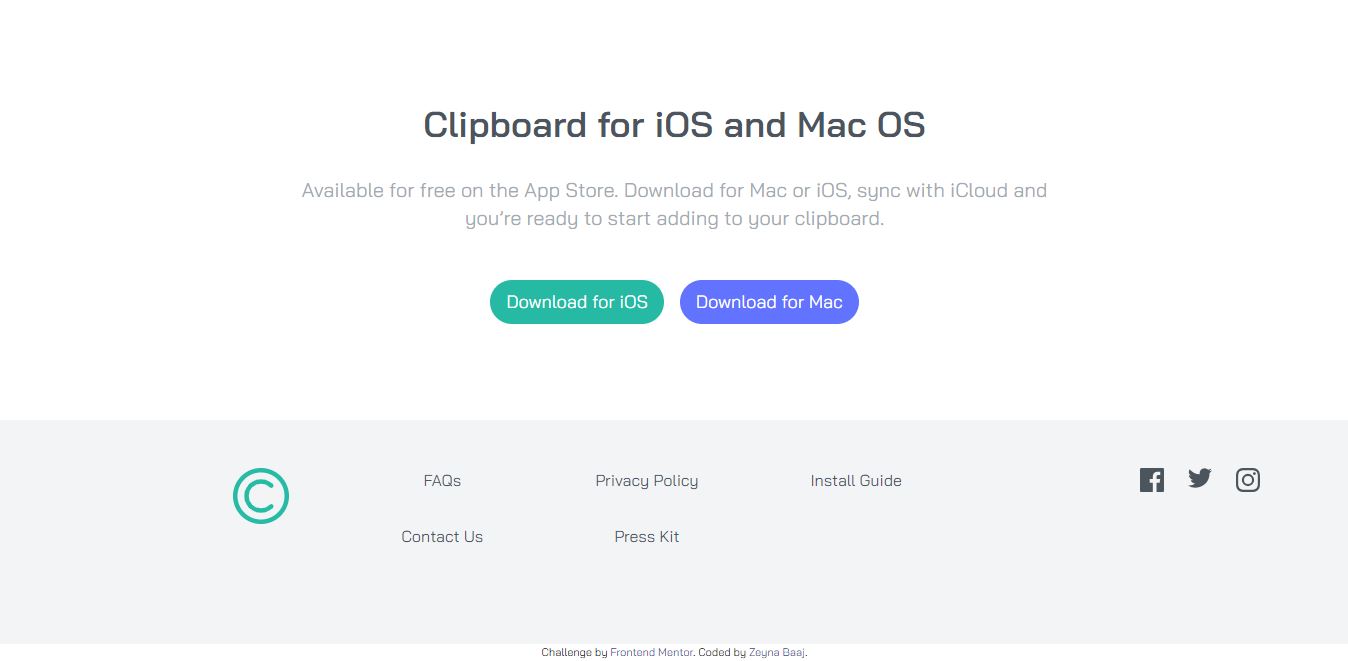 Clipboard for iOS and Mac OS
Available for free on the App Store. Download for Mac or iOS, sync with iCloud and
you’re ready to start adding to your clipboard.
Download for iOS
Download for Mac
FAQs
Privacy Policy
Install Guide
Contact Us
Press Kit
Challenge by Frontend Mentor. Coded by Zeyna Baaj.